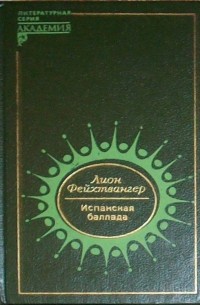 ЛИТЕРАТУРНАЯ
СЕРИЯ
АКАДЕМИЯ
Лион
Фейхтвангер
Испанская
баллада